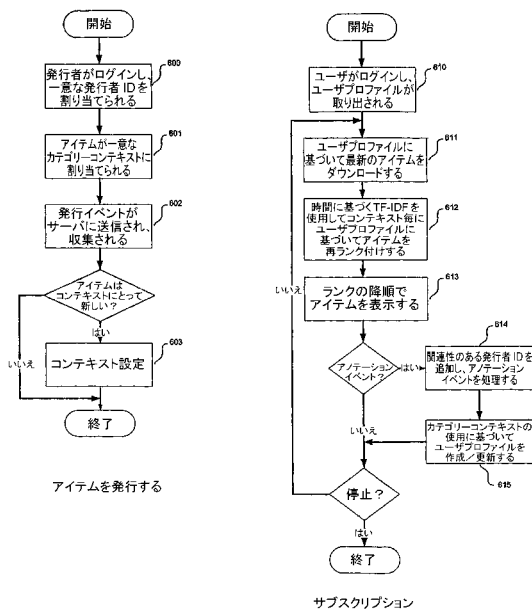 開始
600
発行者がログインし、
一意な発行者 ID を
割り当てられる
601
アイテムが一意な
カテゴリーコンテキストに
割り当てられる
602
発行イベントが
サーバに送信され、
収集される
アイテムは
コンテキストにとって
新しい？
はい
いいえ
603
コンテキスト設定
終了
アイテムを発行する
開始
610
ユーザがログインし、
ユーザプロファイルが
取り出される
611
ユーザプロファイルに
基づいて最新のアイテムを
ダウンロードする
612
時間に基づくTF-IDFを
使用してコンテキスト毎に
ユーザプロファイルに
基づいてアイテムを
再ランク付けする
613
ランクの降順で
アイテムを表示する
いいえ
アノテーション
イベント？
はい
614
関連性のある発行者IDを
追加し、アノテーション
イベントを処理する
いいえ
カテゴリーコンテキストの
使用に基づいて
ユーザプロファイルを
作成／更新する
615
停止？
はい
終了
サブスクリプション